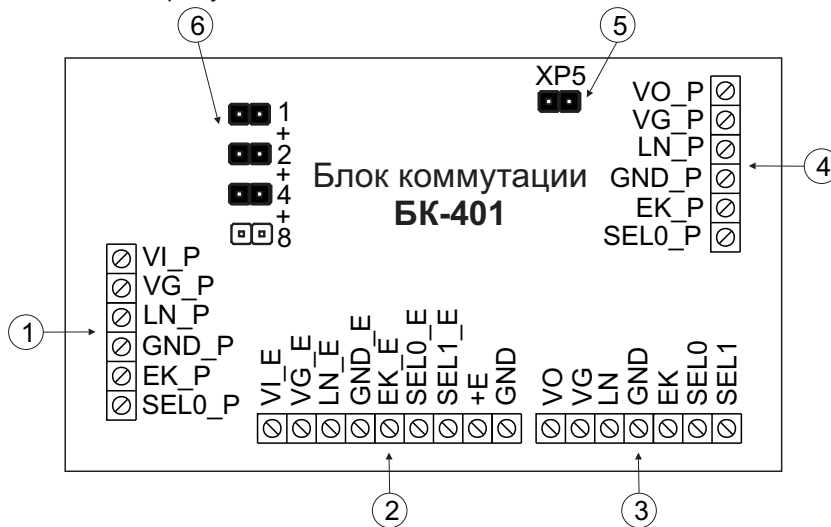 6
5
XP5
1
+
2
+
4
+
8
Блок коммутации
БК-401
VO_P
VG_P
LN_P
GND_P
EK_P
SEL0_P
4
VI_P
VG_P
LN_P
GND_P
EK_P
SEL0_P
1
VI_E
VG_E
LN_E
GND_E
EK_E
SEL0_E
SEL1_E
+E
GND
VO
VG
LN
GND
EK
SEL0
SEL1
2
3